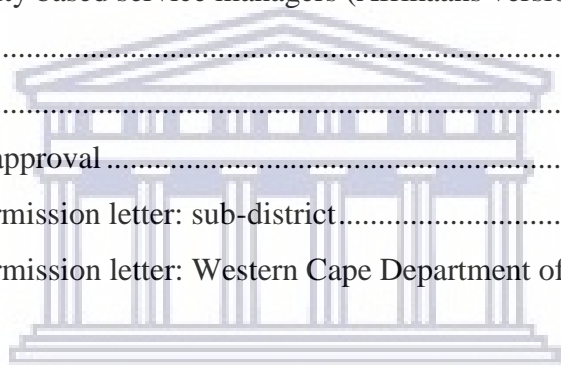 ty based service managers (Afrikaans versio
..............................................................
..............................................................
approval ..............................................................
rmission letter: sub-district.......................................
rmission letter: Western Cape Department of